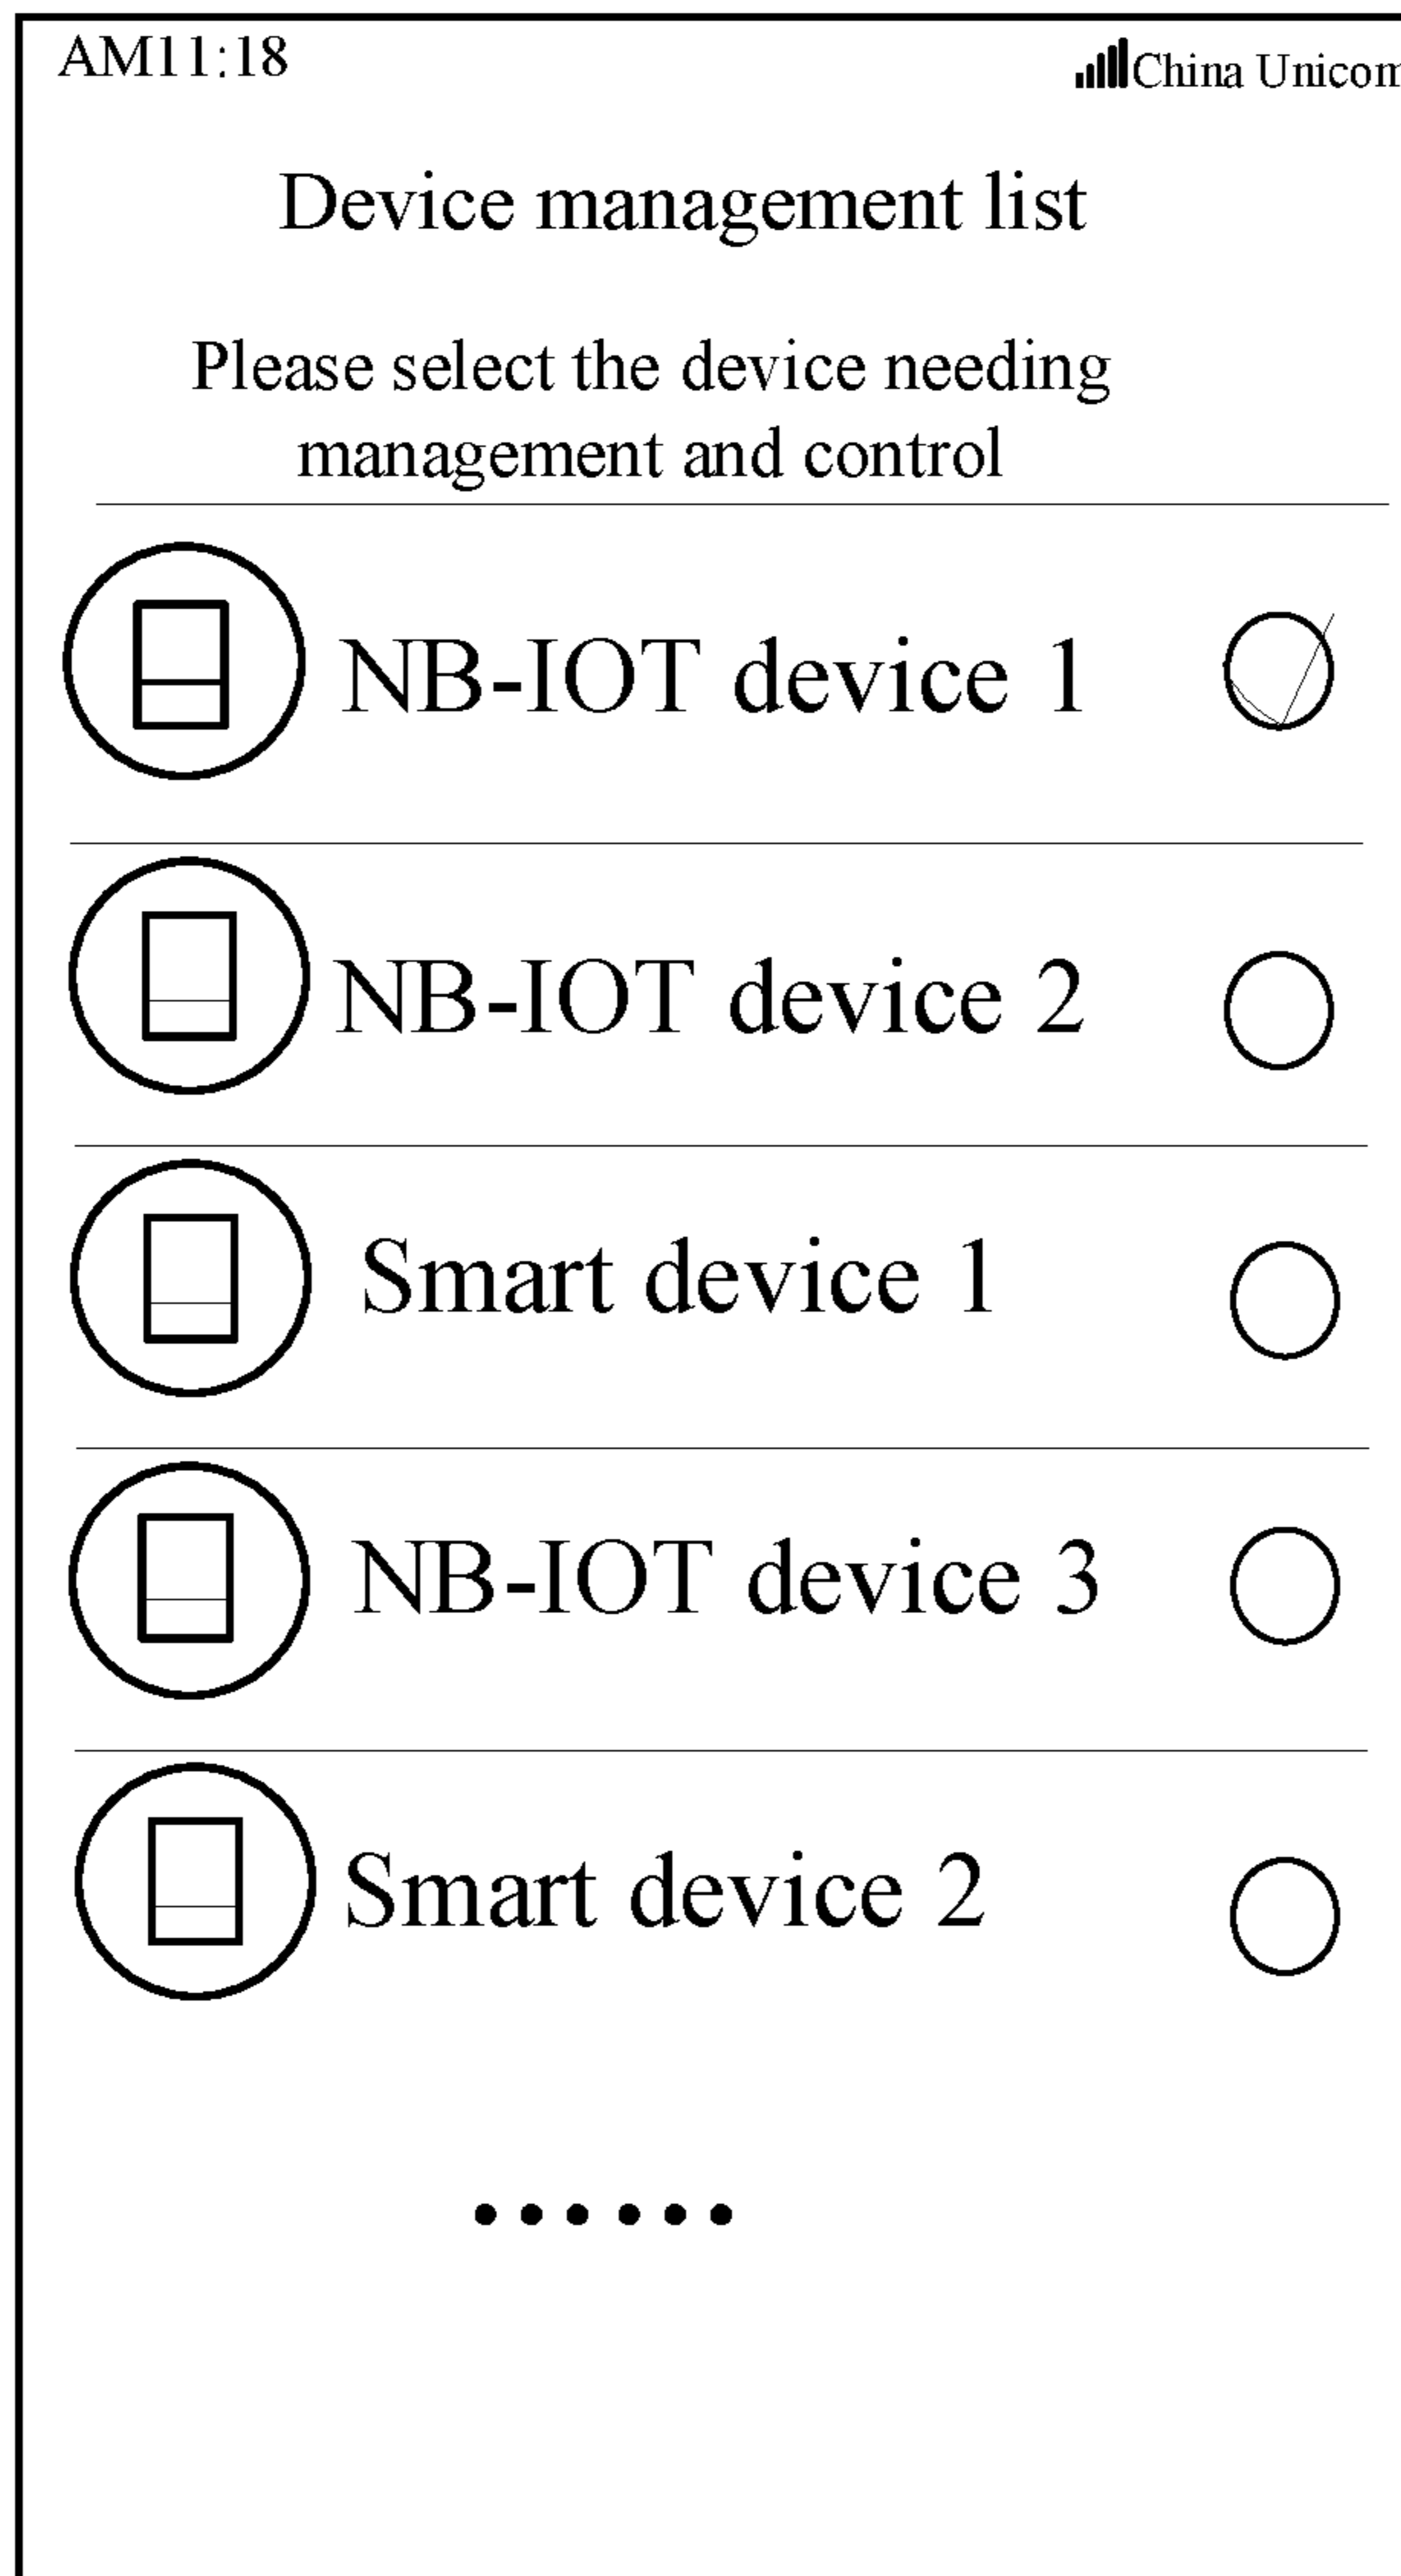 AM11:18
China Unicom
Device management list
Please select the device needing
management and control
NB-IOT device 1
NB-IOT device 2
Smart device 1
NB-IOT device 3
Smart device 2
······